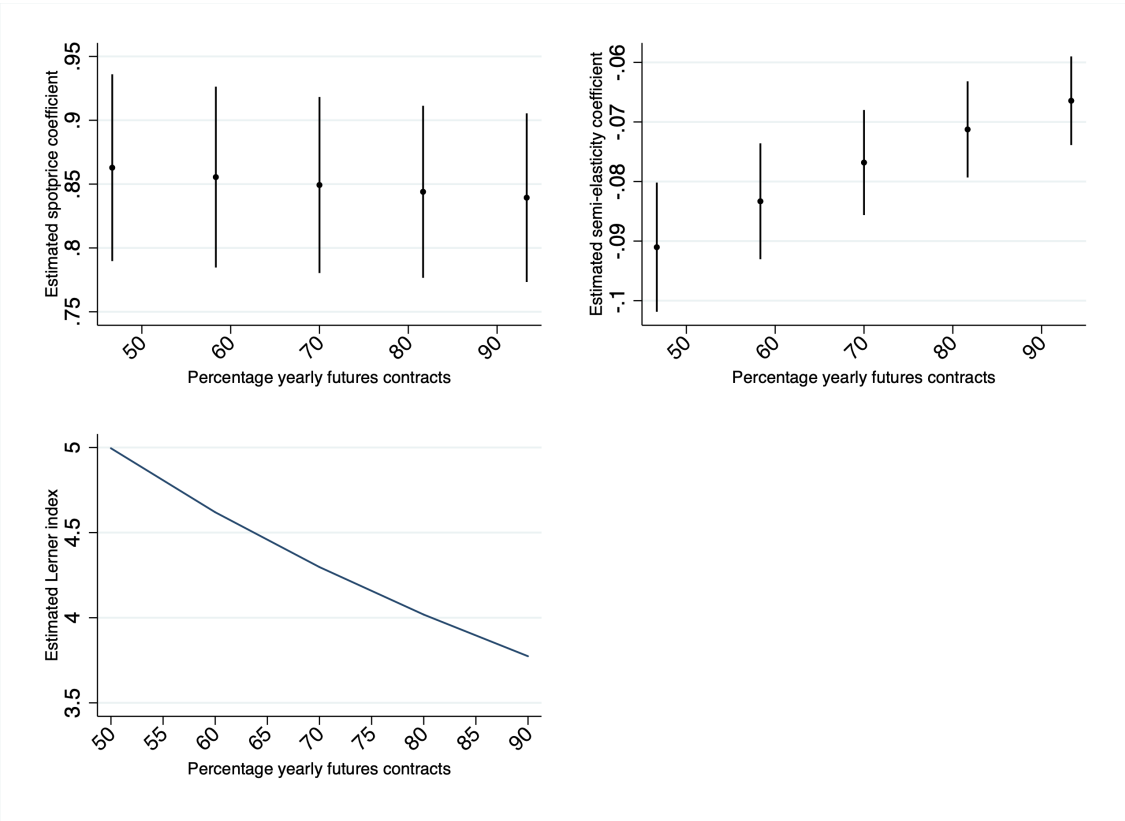 Estimated spotprice coefficient
.95
.9
.85
.8
.75
50 60 70 80 90
Percentage yearly futures contracts
Estimated semi-elasticity coefficient
-.06
-.07
-.08
-.09
-.1
50 60 70 80 90
Percentage yearly futures contracts
Estimated Lerner index
5
4.5
4
3.5
50 55 60 65 70 75 80 85 90
Percentage yearly futures contracts